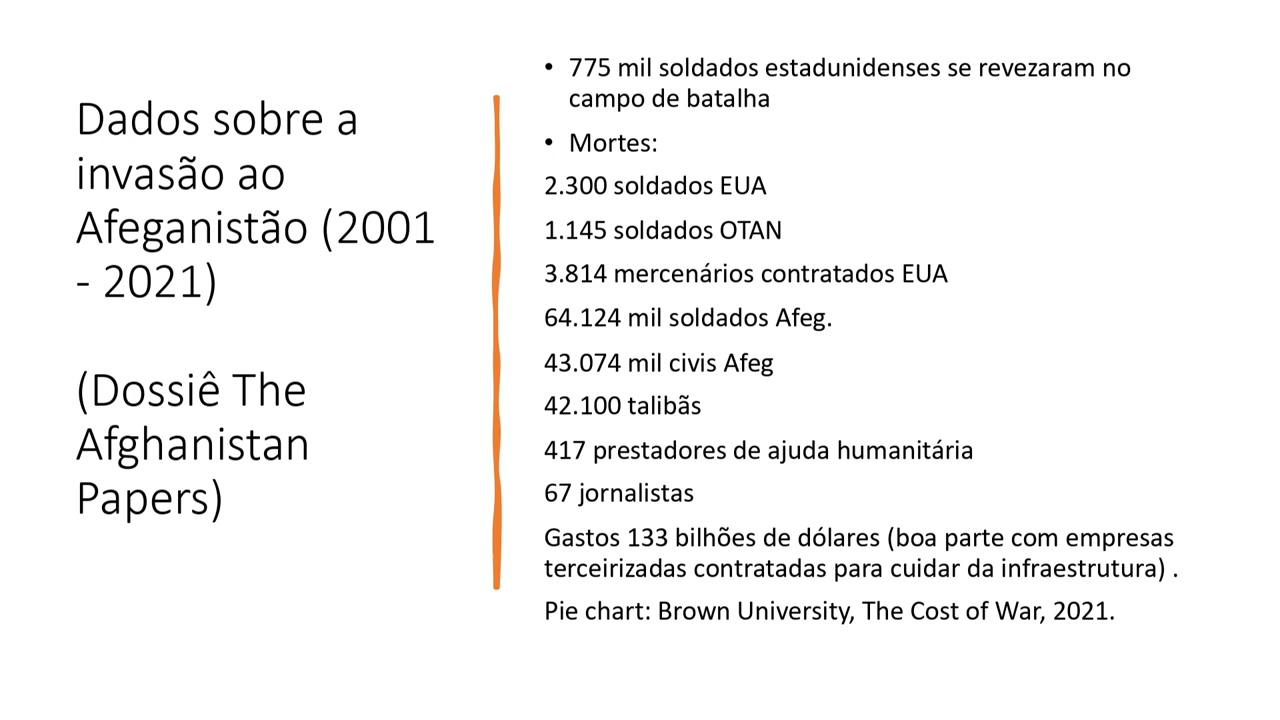 Dados sobre a
invasão ao
Afeganistão (2001
- 2021)
(Dossiê The
Afghanistan
Papers)
• 775 mil soldados estadunidenses se revezaram no
campo de batalha
• Mortes:
2.300 soldados EUA
1.145 soldados OTAN
3.814 mercenários contratados EUA
64.124 mil soldados Afeg.
43.074 mil civis Afeg
42.100 talibãs
417 prestadores de ajuda humanitária
67 jornalistas
Gastos 133 bilhões de dólares (boa parte com empresas
terceirizadas contratadas para cuidar da infraestrutura) .
Pie chart: Brown University, The Cost of War, 2021.